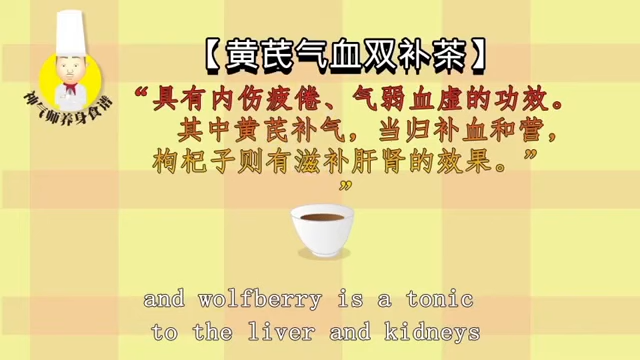 【黄芪气血双补茶】
神气师养身食谱
“具有内伤疲倦、气弱血虚的功效。
其中黄芪补气，当归补血和营，
枸杞子则有滋补肝肾的效果。”
”
and wolfberry is a tonic
to the liver and kidneys